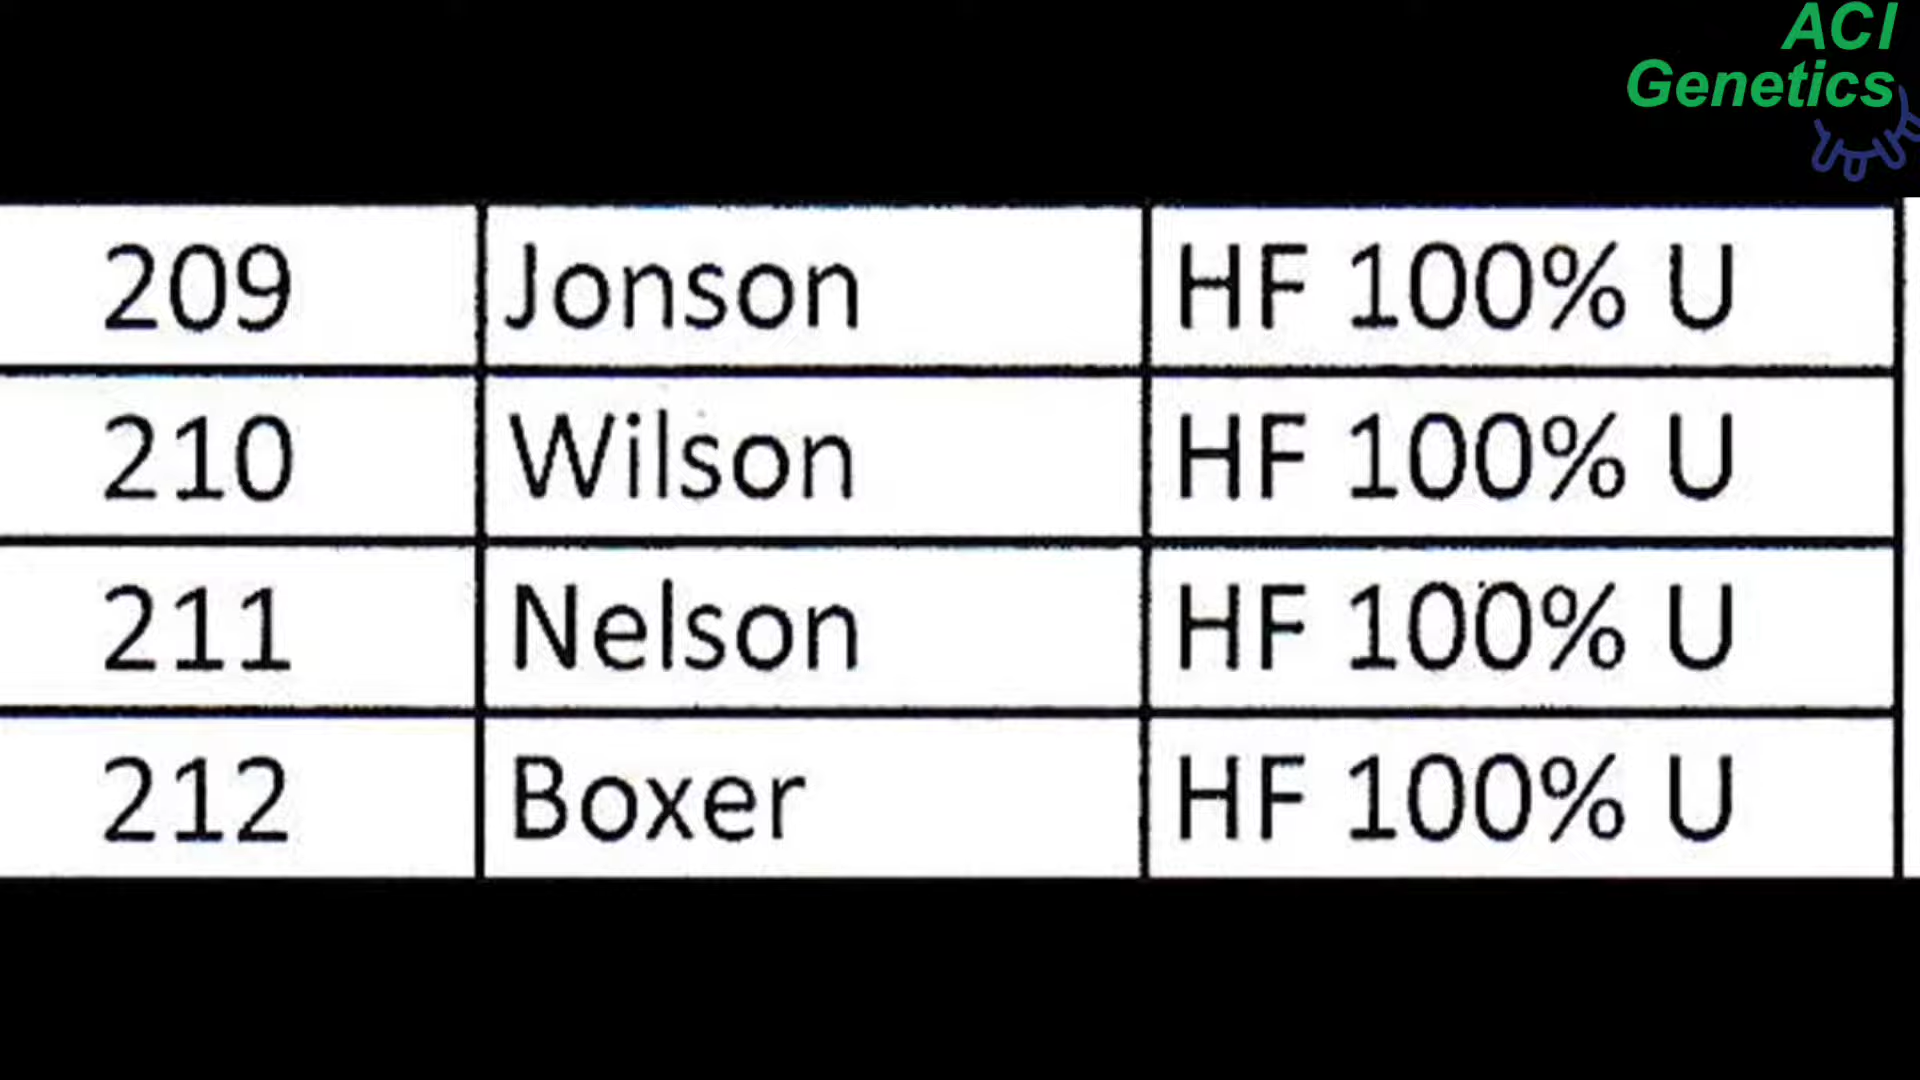 ACI
Genetics
209 Jonson HF 100% U
210 Wilson HF 100% U
211 Nelson HF 100% U
212 Boxer HF 100% U